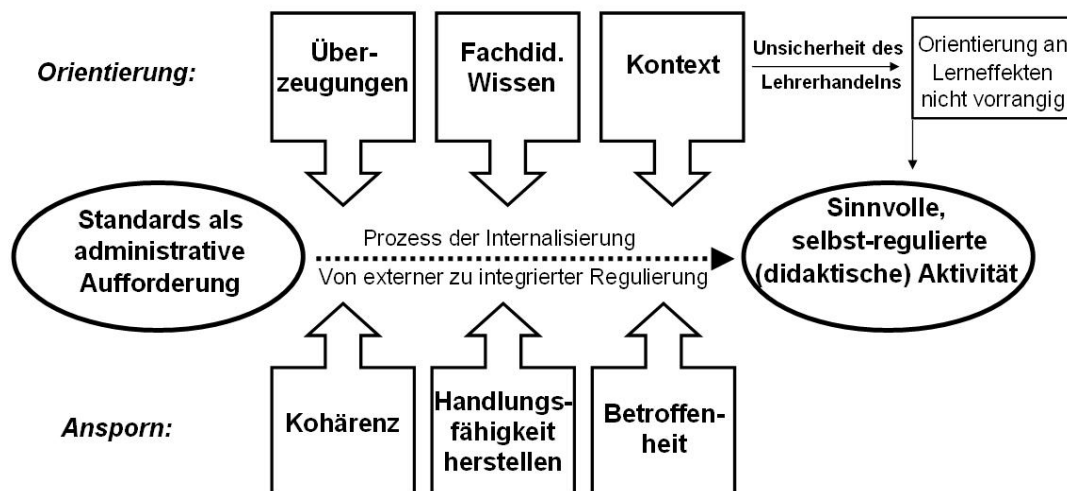 Orientierung:
Über-
zeugungen
Fachdid.
Wissen
Kontext
Unsicherheit des
Lehrerhandelns
Orientierung an
Lerneffekten
nicht vorrangig
Standards als
administrative
Aufforderung
Prozess der Internalisierung
Von externer zu integrierter Regulierung
Sinnvolle,
selbst-regulierte
(didaktische) Aktivität
Ansporn:
Kohärenz
Handlungs-
fähigkeit
herstellen
Betroffen-
heit